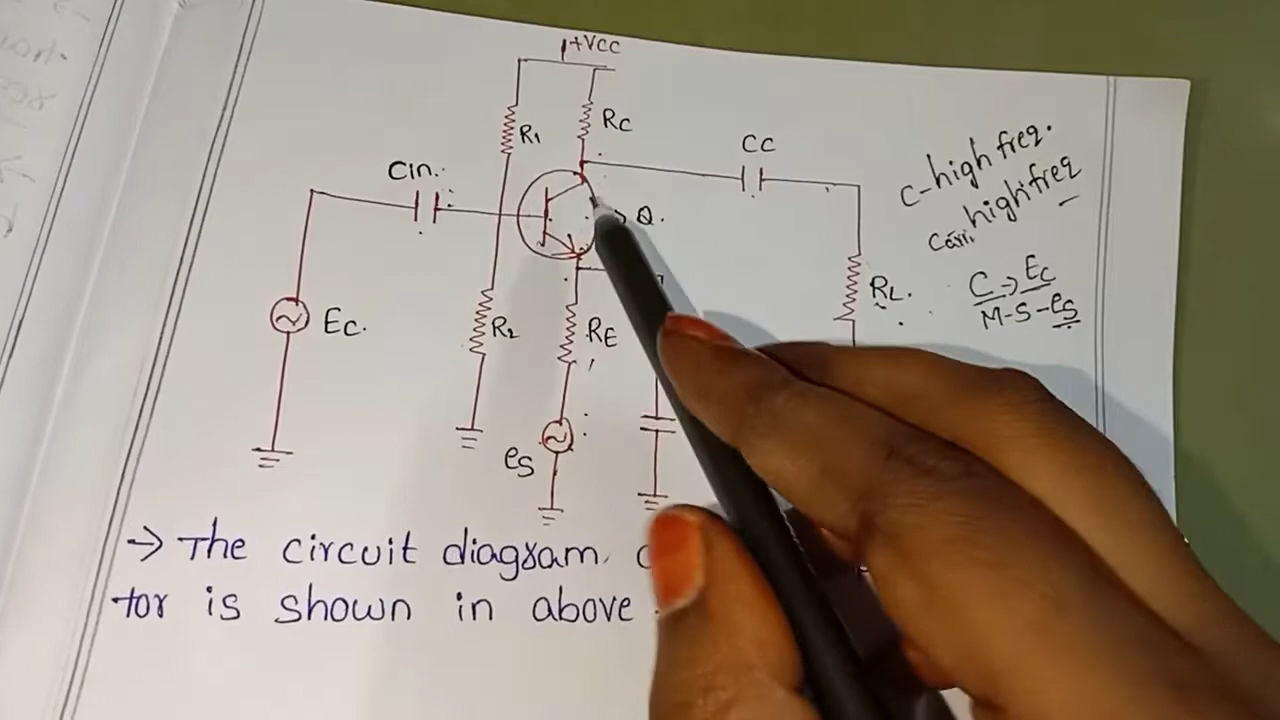 +VCC
R1
RC
CC
CIn.
Q.
EC.
R2
RE
RL.
eS
C-high freq.
Carr. high freq
C → EC
M-S-eS
→ The circuit diagram.
tor is shown in above